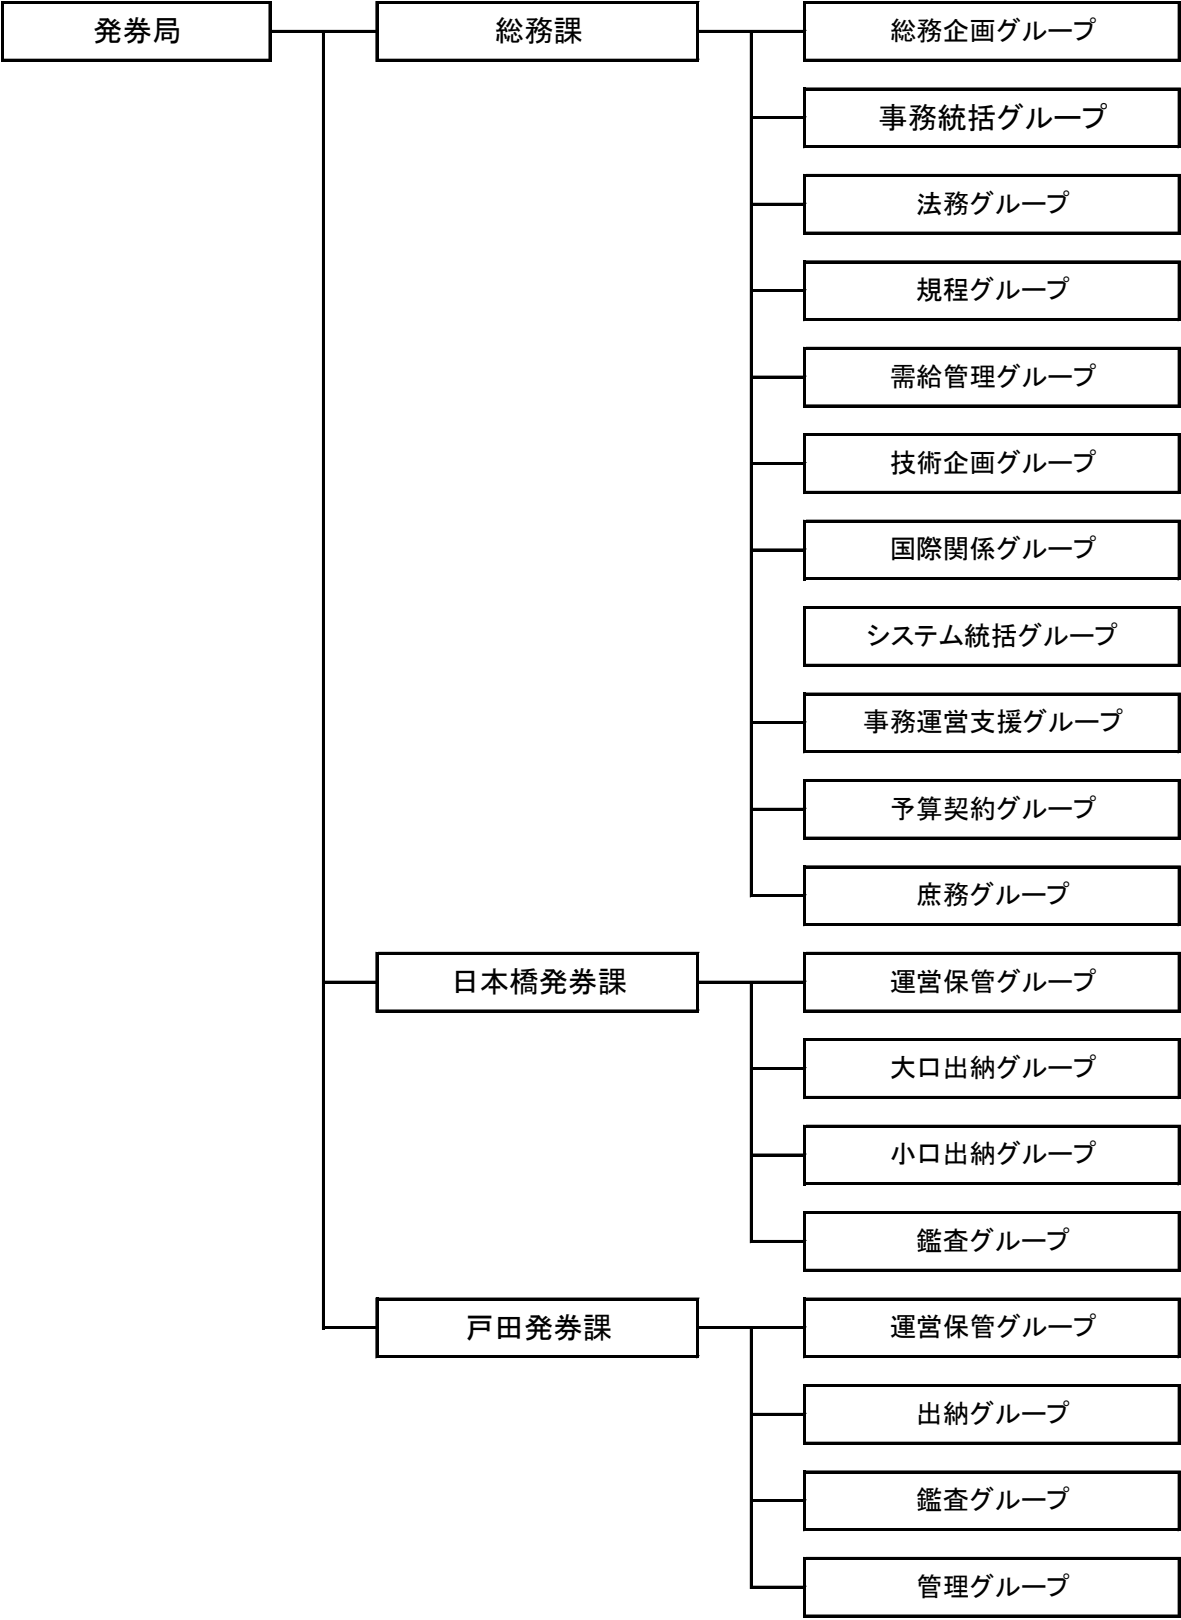 発券局
総務課
総務企画グループ
事務統括グループ
法務グループ
規程グループ
需給管理グループ
技術企画グループ
国際関係グループ
システム統括グループ
事務運営支援グループ
予算契約グループ
庶務グループ
日本橋発券課
運営保管グループ
大口出納グループ
小口出納グループ
鑑査グループ
戸田発券課
運営保管グループ
出納グループ
鑑査グループ
管理グループ